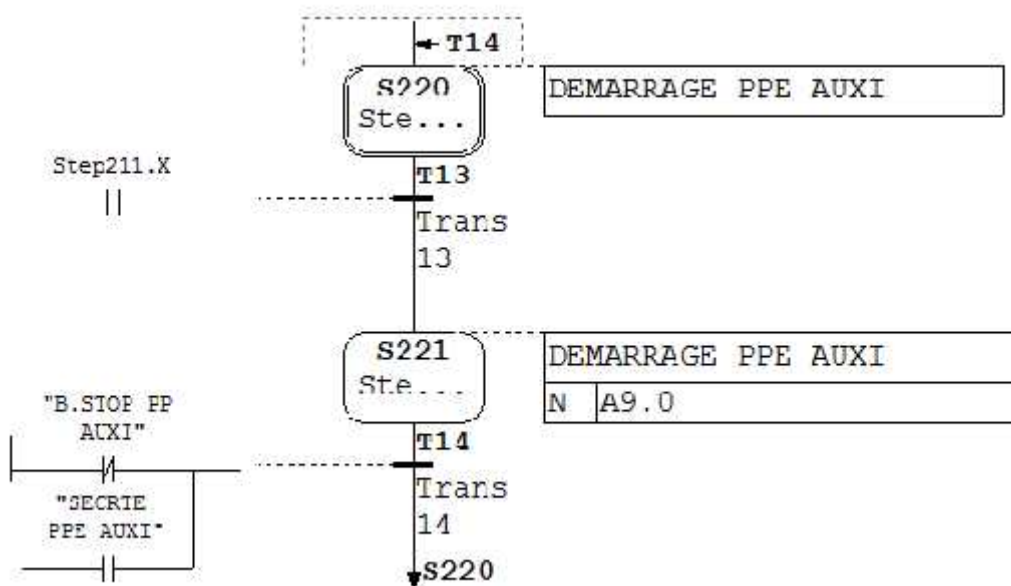 T14
S220
Ste...
DEMARRAGE PPE AUXI
Step211.X
T13
Trans
13
S221
Ste...
DEMARRAGE PPE AUXI
N A9.0
"B.STOP PP
AUXI"
T14
Trans
14
"SECRTE
PPE AUXI"
S220